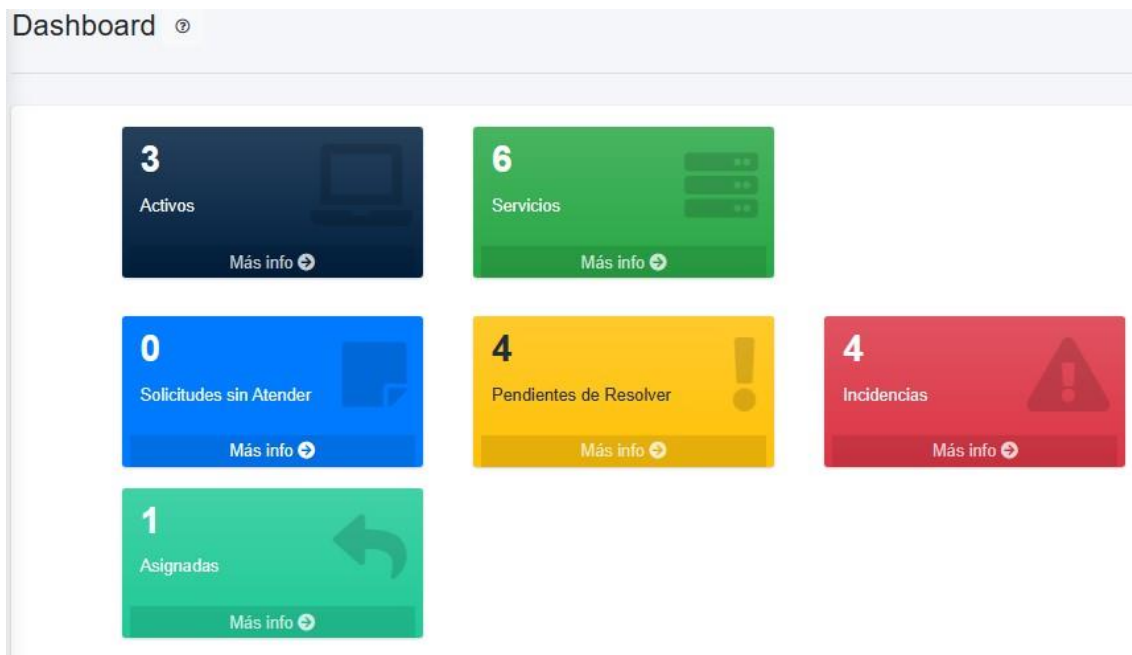 Dashboard ?
3
Activos
Más info
6
Servicios
Más info
0
Solicitudes sin Atender
Más info
4
Pendientes de Resolver
Más info
4
Incidencias
Más info
1
Asignadas
Más info